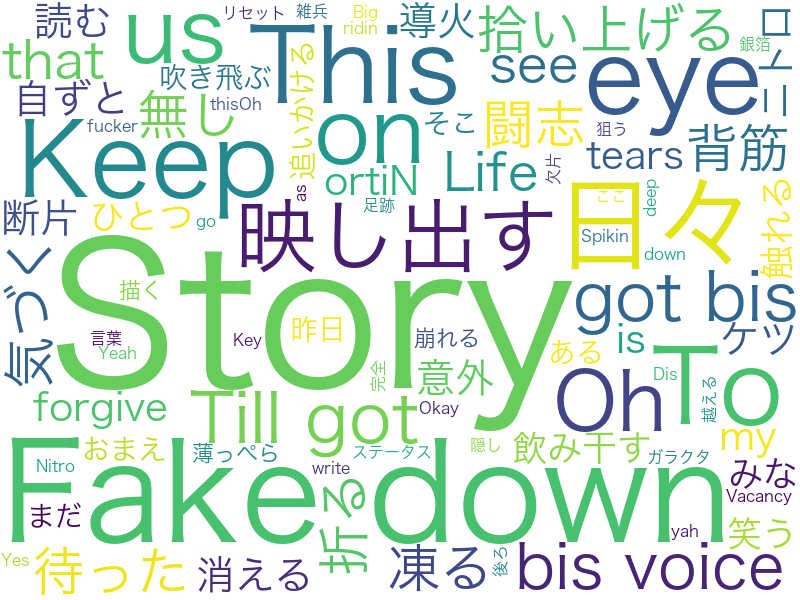 読む
us
リセット
雑兵
Big
ridin
導火
拾い上げる
ロ
銀箔
that
吹き飛ぶ
This
see
eye
ニト
自ずと
thisOh
無し
追いかける
on
そこ
闘志
狙う
背筋
fucker
Keep
ortiN
Life
tears
欠片
断片
ひとつ
as
足跡
ここ
deep
触れる
go
映し出す
日々
Spikin
down
気づく
描く
Story
got bis
昨日
言葉
Yeah
Key
崩れる
ある
is
ケツ
完全
意外
To
Dis
越える
forgive
Till got
Okay
Oh
おまえ
薄っぺら
ステータス
隠し
飲み干す
my
Nitro
write
ガラクタ
みな
Fake
down
Vacancy
まだ
折る
yah
笑う
Yes
待った
消える
凍る
後ろ
bis voice